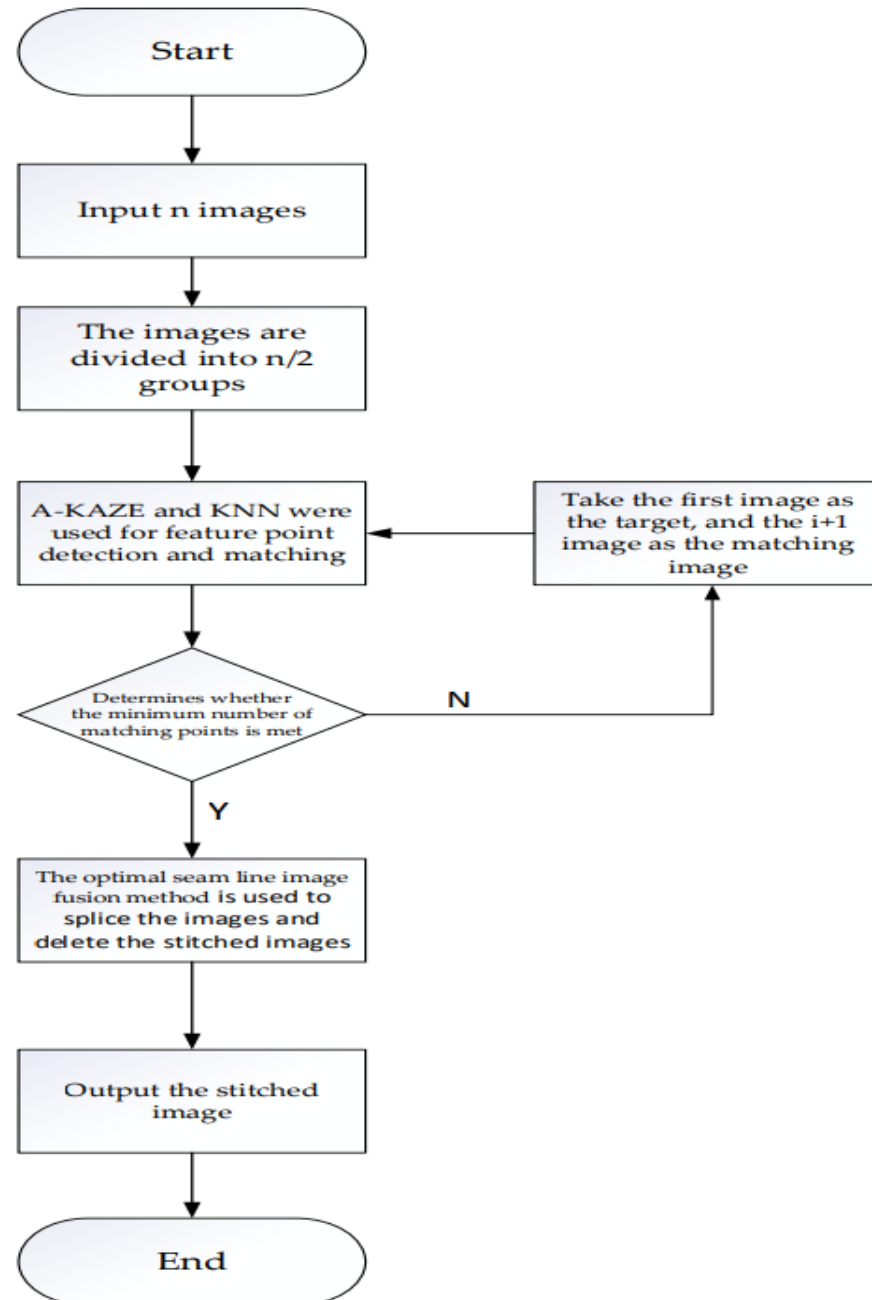 Start
Input n images
The images are
divided into n/2
groups
A-KAZE and KNN were
used for feature point
detection and matching
Take the first image as
the target, and the i+1
image as the matching
image
Determines whether
the minimum number of
matching points is met
N
Y
The optimal seam line image
fusion method is used to
splice the images and
delete the stitched images
Output the stitched
image
End